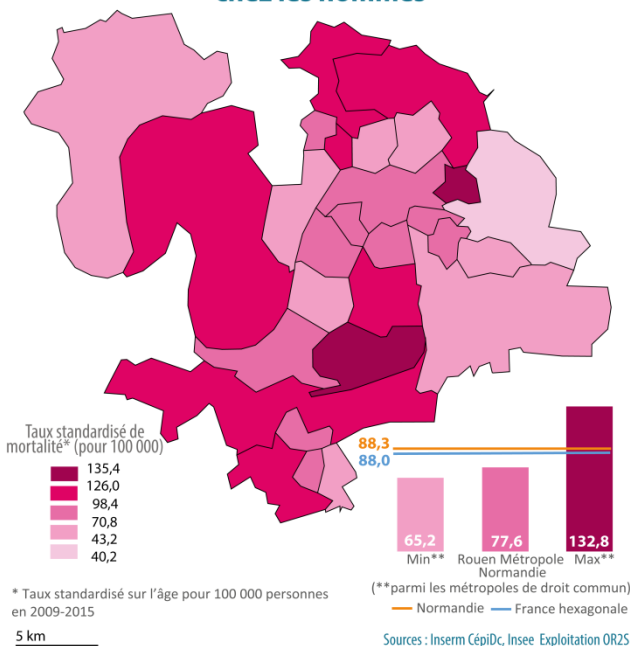 chez les hommes
Taux standardisé de
mortalité* (pour 100 000)
135,4
126,0
98,4
70,8
43,2
40,2
88,3
88,0
65,2
77,6
132,8
Min**
Rouen Métropole
Normandie
Max**
(**parmi les métropoles de droit commun)
Normandie
France hexagonale
* Taux standardisé sur l'âge pour 100 000 personnes
en 2009-2015
5 km
Sources : Inserm CépiDc, Insee Exploitation OR2S